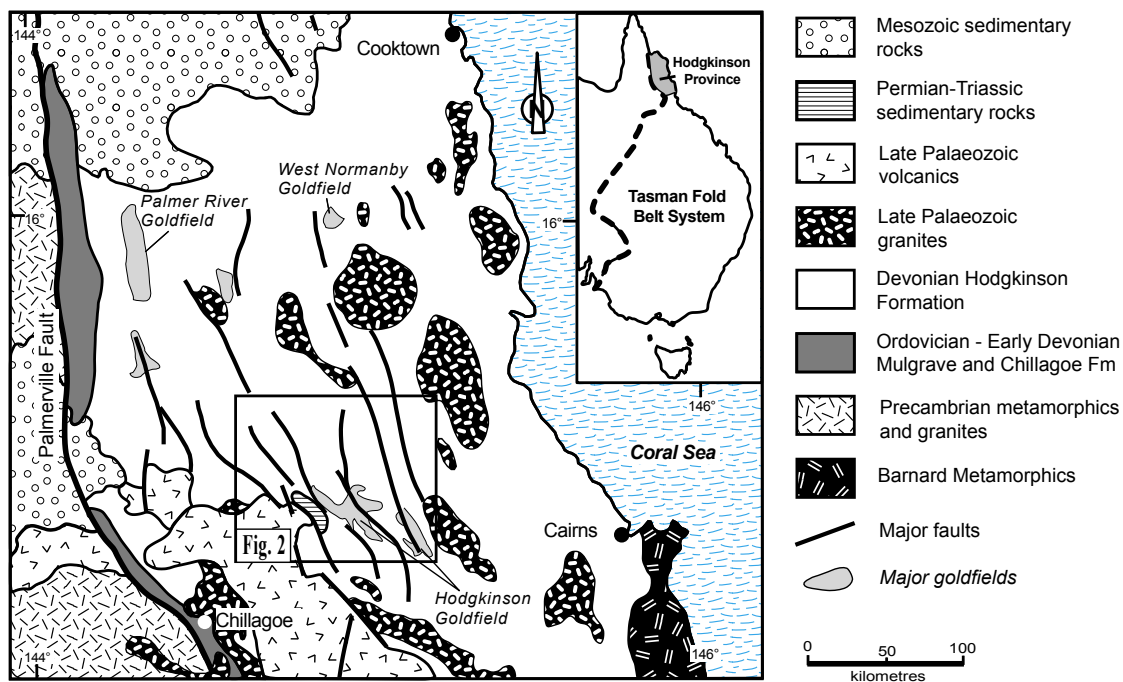 144°
Cooktown
Hodgkinson
Province
West Normanby
Goldfield
Palmer River
Goldfield
16°
16°
Tasman Fold
Belt System
Palmerville Fault
146°
Coral Sea
Cairns
Fig. 2
Hodgkinson
Goldfield
Chillagoe
144°
146°
Mesozoic sedimentary
rocks
Permian-Triassic
sedimentary rocks
Late Palaeozoic
volcanics
Late Palaeozoic
granites
Devonian Hodgkinson
Formation
Ordovician - Early Devonian
Mulgrave and Chillagoe Fm
Precambrian metamorphics
and granites
Barnard Metamorphics
Major faults
Major goldfields
0 50 100
kilometres